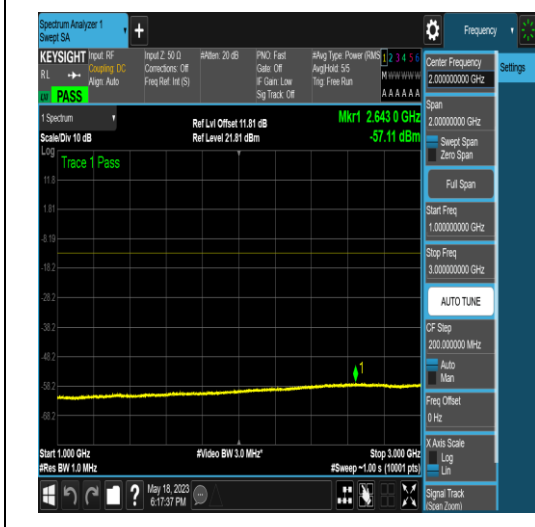 Spectrum Analyzer 1
Swept SA
+
Frequency
KEYSIGHT
RL
PASS
Input: RF
Coupling: DC
Align: Auto
Input Z: 50 Ω
Corrections: Off
Freq Ref: Int (S)
#Atten: 20 dB
PNO: Fast
Gate: Off
IF Gain: Low
Sig Track: Off
#Avg Type: Power (RMS
Avg|Hold: 5/5
Trig: Free Run
1 2 3 4 5 6
M W W W W W
A A A A A A
1 Spectrum
Scale/Div 10 dB
Log
Ref Lvl Offset 11.81 dB
Ref Level 21.81 dBm
Mkr1 2.643 0 GHz
-57.11 dBm
Trace 1 Pass
11.8
1.81
-8.19
-18.2
-28.2
-38.2
-48.2
-58.2
-68.2
1
Start 1.000 GHz
#Res BW 1.0 MHz
#Video BW 3.0 MHz*
Stop 3.000 GHz
#Sweep ~1.00 s (10001 pts)
?
May 18, 2023
6:17:37 PM
Center Frequency
2.000000000 GHz
Span
2.00000000 GHz
Swept Span
Zero Span
Full Span
Start Freq
1.000000000 GHz
Stop Freq
3.000000000 GHz
AUTO TUNE
CF Step
200.000000 MHz
Auto
Man
Freq Offset
0 Hz
X Axis Scale
Log
Lin
Signal Track
(Span Zoom)
Settings